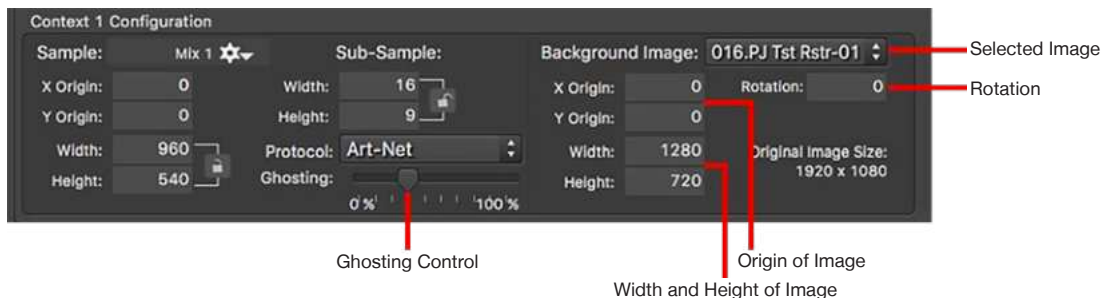 Context 1 Configuration
Sample: Mix 1 Sub-Sample: Background Image: 016.PJ Tst Rstr-01 Selected Image
X Origin: 0 Width: 16 X Origin: 0 Rotation: 0 Rotation
Y Origin: 0 Height: 9 Y Origin: 0
Width: 960 Protocol: Art-Net Width: 1280 Original Image Size:
Height: 540 Ghosting: Height: 720 1920 x 1080
0% 100%
Ghosting Control Origin of Image
Width and Height of Image